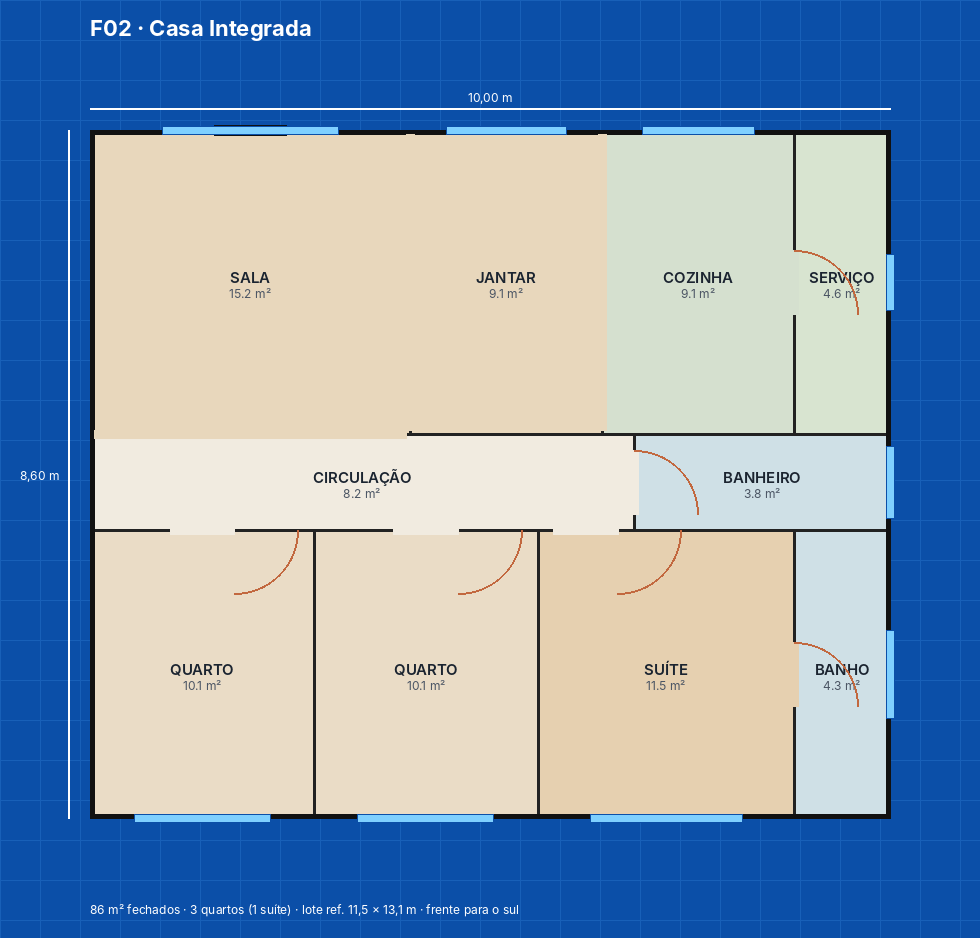 F02 · Casa Integrada
10,00 m
SALA
15.2 m²
JANTAR
9.1 m²
COZINHA
9.1 m²
SERVIÇO
4.6 m²
8,60 m
CIRCULAÇÃO
8.2 m²
BANHEIRO
3.8 m²
QUARTO
10.1 m²
QUARTO
10.1 m²
SUÍTE
11.5 m²
BANHO
4.3 m²
86 m² fechados · 3 quartos (1 suíte) · lote ref. 11,5 × 13,1 m · frente para o sul